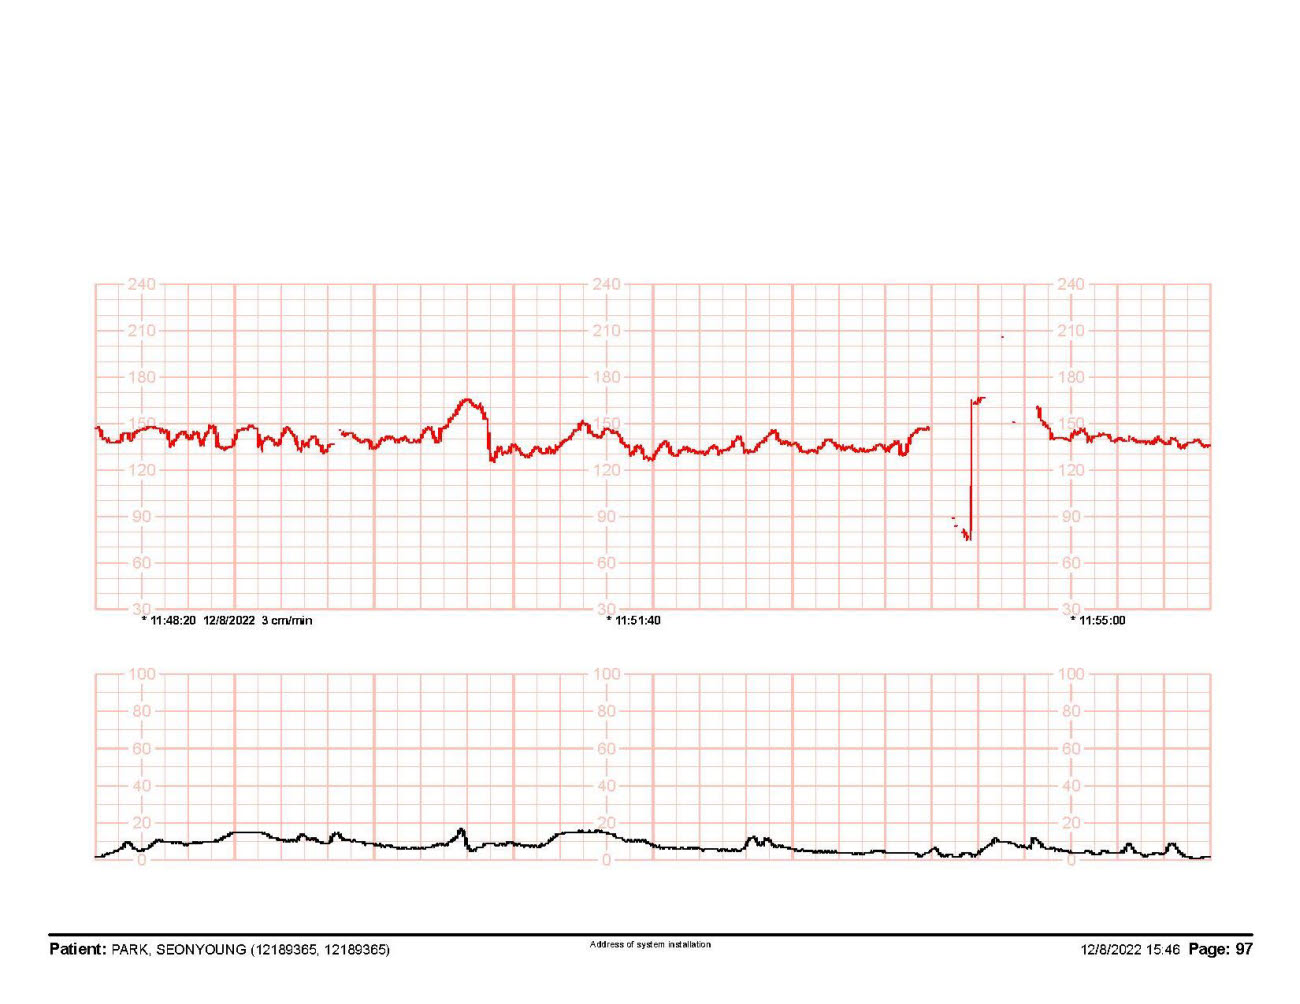 240 240 240
210 210 210
180 180 180
150 150 150
120 120 120
90 90 90
60 60 60
30 30 30
* 11:48:20 12/8/2022 3 cm/min * 11:51:40 * 11:55:00
100 100 100
80 80 80
60 60 60
40 40 40
20 20 20
0 0 0
Patient: PARK, SEONYOUNG (12189365, 12189365) Address of system installation 12/8/2022 15:46 Page: 97